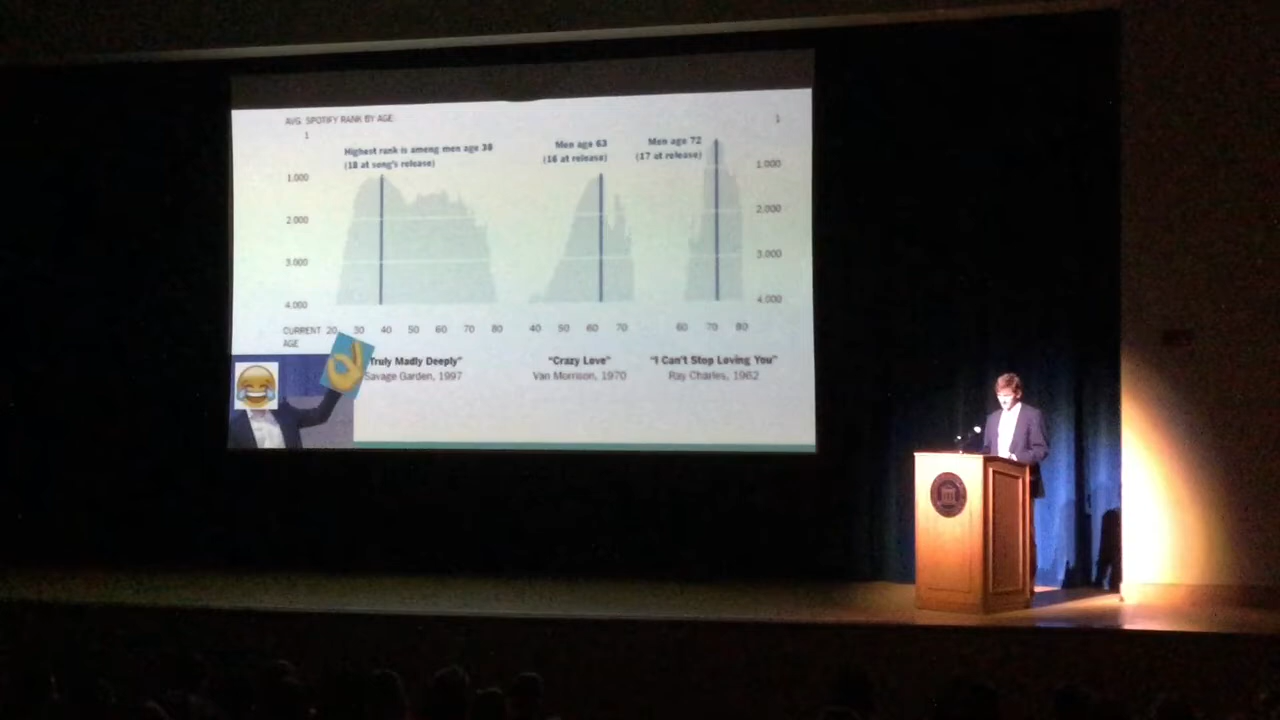 AVG. SPOTIFY RANK BY AGE
1
1
Highest rank is among men age 38
(18 at song's release)
Men age 63
(16 at release)
Men age 72
(17 at release)
1,000
1.000
2.000
2.000
3.000
3.000
4.000
4.000
CURRENT AGE
20 30 40 50 60 70 80
40 50 60 70
60 70 80
Truly Madly Deeply"
Savage Garden, 1997
"Crazy Love"
Van Morrison, 1970
"I Can't Stop Loving You"
Ray Charles, 1962